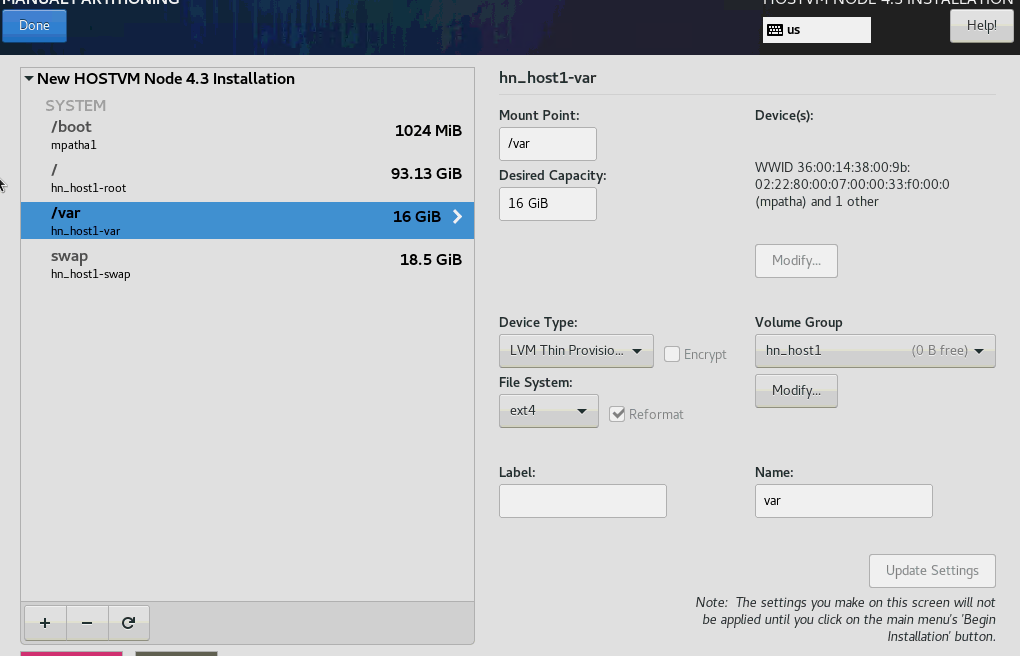 MANUAL PARTITIONING
HOSTVM NODE 4.3 INSTALLATION
Done
us
Help!
New HOSTVM Node 4.3 Installation
SYSTEM
/boot
1024 MiB
mpatha1
/
93.13 GiB
hn_host1-root
/var
16 GiB
hn_host1-var
swap
18.5 GiB
hn_host1-swap
hn_host1-var
Mount Point:
/var
Desired Capacity:
16 GiB
Device(s):
WWID 36:00:14:38:00:9b:
02:22:80:00:07:00:00:33:f0:00:0
(mpatha) and 1 other
Modify...
Device Type:
LVM Thin Provisio...
Encrypt
Volume Group
hn_host1 (0 B free)
File System:
ext4
Reformat
Modify...
Label:
Name:
var
Update Settings
Note: The settings you make on this screen will not
be applied until you click on the main menu's 'Begin
Installation' button.